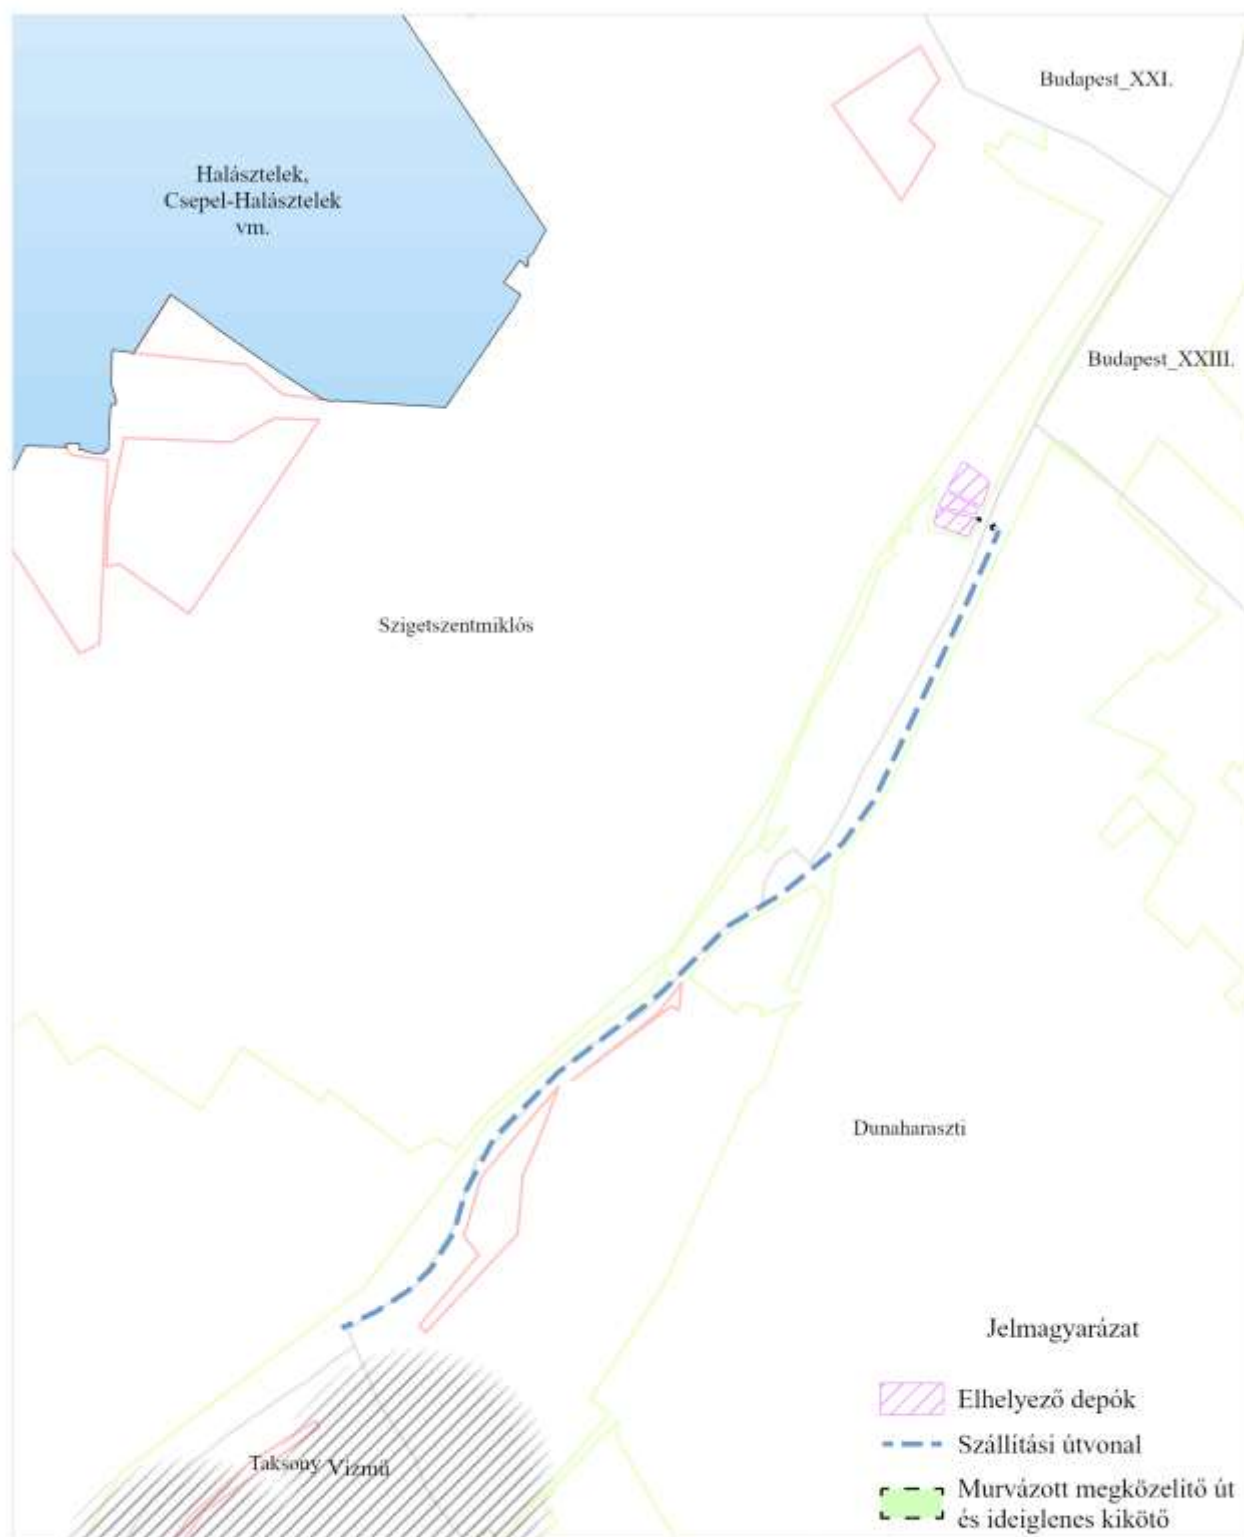 Budapest_XXI.
Halásztelek,
Csepel-Halásztelek
vm.
Budapest_XXIII.
Szigetszentmiklós
Dunaharaszti
Jelmagyarázat
Elhelyező depók
Szállítási útvonal
Murvázott megközelítő út
és ideiglenes kikötő
Taksony Vízmű